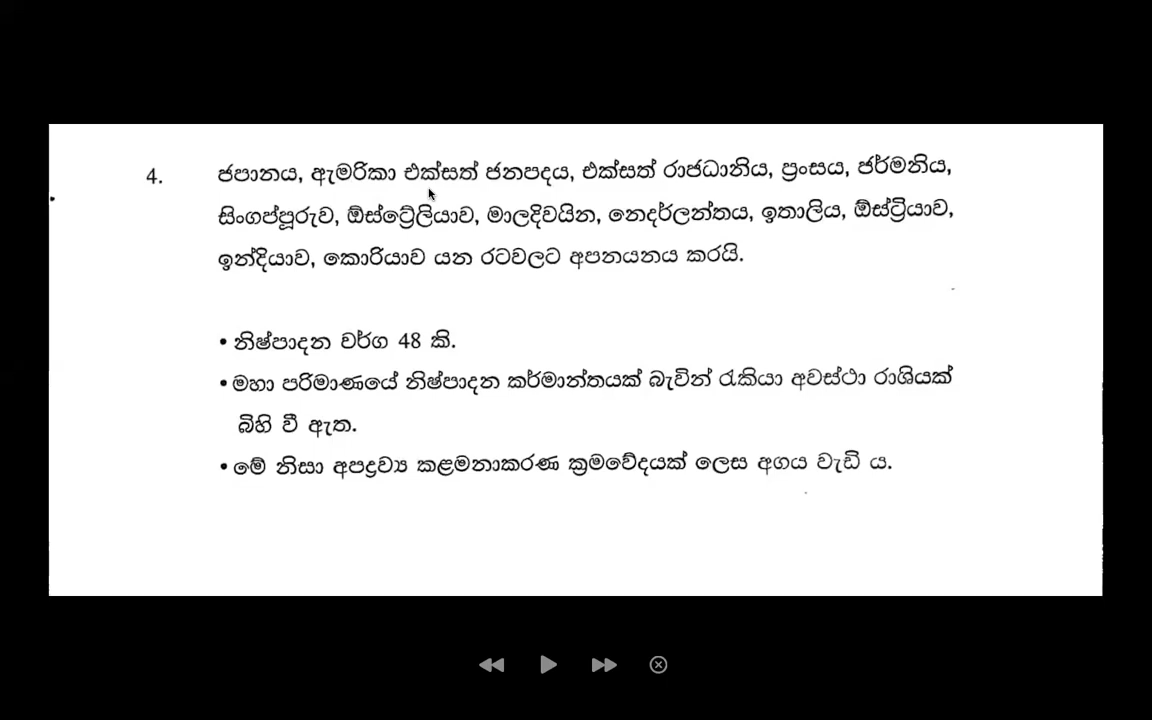 4. ජපානය, ඇමරිකා එක්සත් ජනපදය, එක්සත් රාජධානිය, ප්‍රංසය, ජර්මනිය,
සිංගප්පූරුව, ඕස්ට්‍රේලියාව, මාලදිවයින, නෙදර්ලන්තය, ඉතාලිය, ඕස්ට්‍රියාව,
ඉන්දියාව, කොරියාව යන රටවලට අපනයනය කරයි.
• නිෂ්පාදන වර්ග 48 කි.
• මහා පරිමාණයේ නිෂ්පාදන කර්මාන්තයක් බැවින් රැකියා අවස්ථා රාශියක්
බිහි වී ඇත.
• මේ නිසා අපද්‍රව්‍ය කළමනාකරණ ක්‍රමවේදයක් ලෙස අගය වැඩි ය.